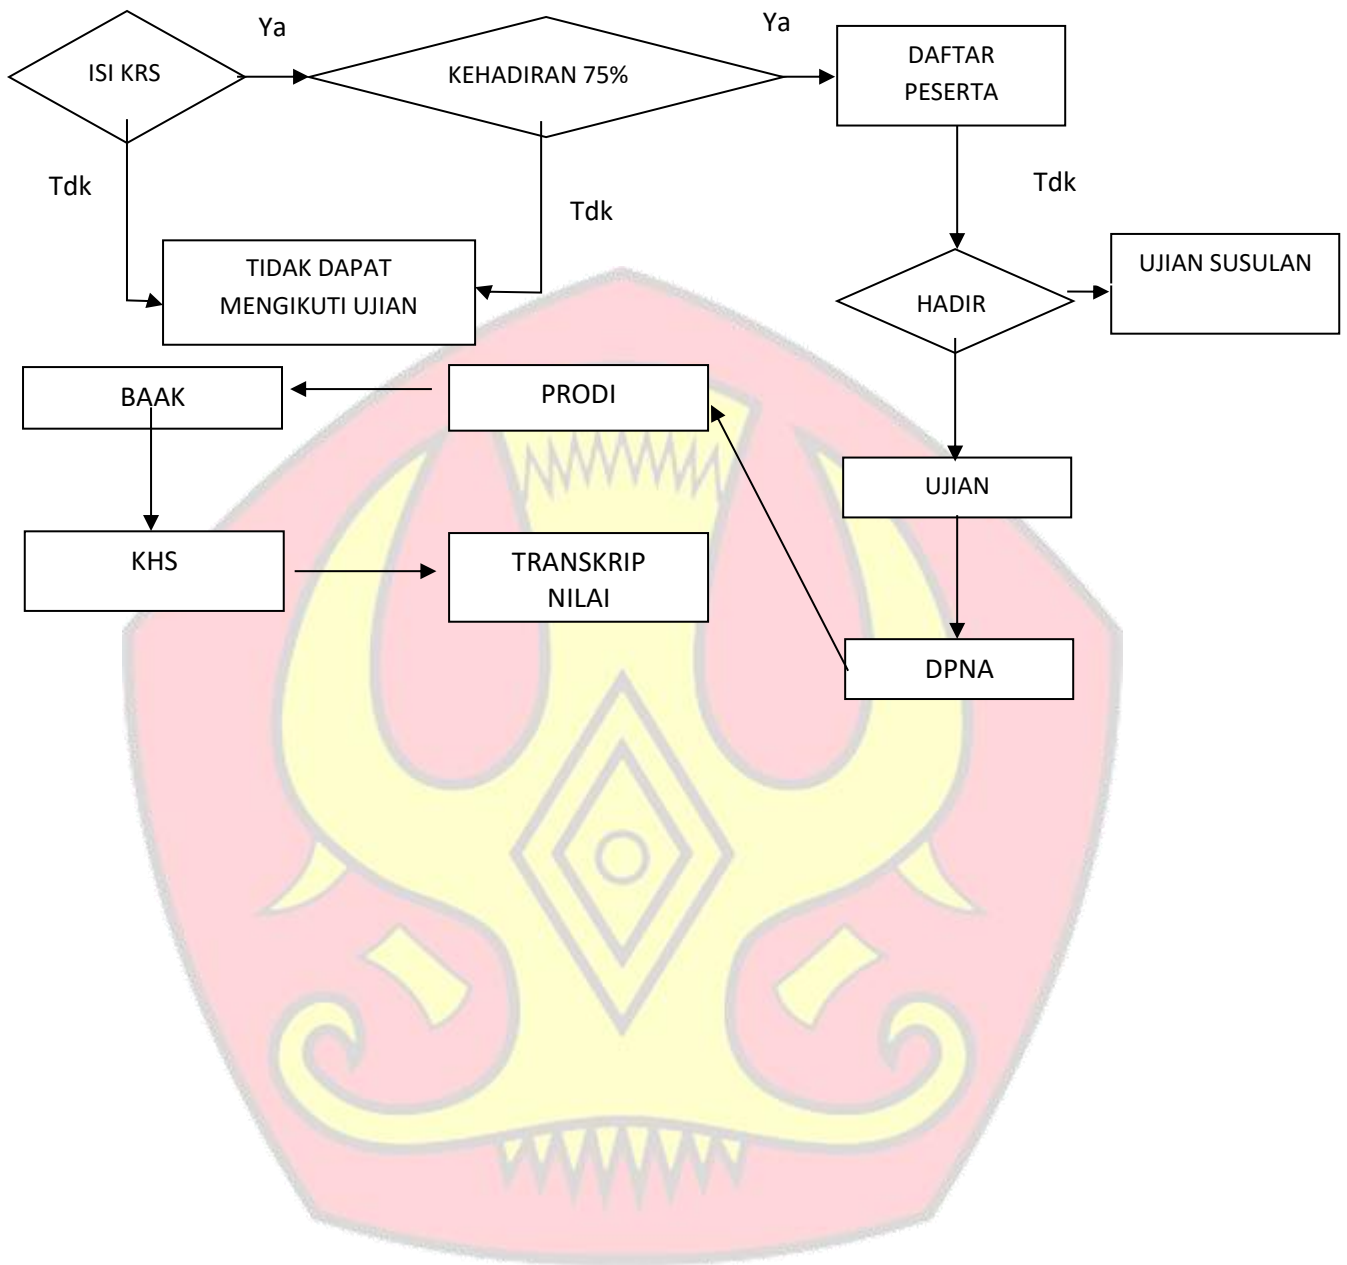 Ya
Ya
ISI KRS
KEHADIRAN 75%
DAFTAR
PESERTA
Tdk
Tdk
Tdk
TIDAK DAPAT
MENGIKUTI UJIAN
UJIAN SUSULAN
HADIR
BAAK
PRODI
UJIAN
KHS
TRANSKRIP
NILAI
DPNA